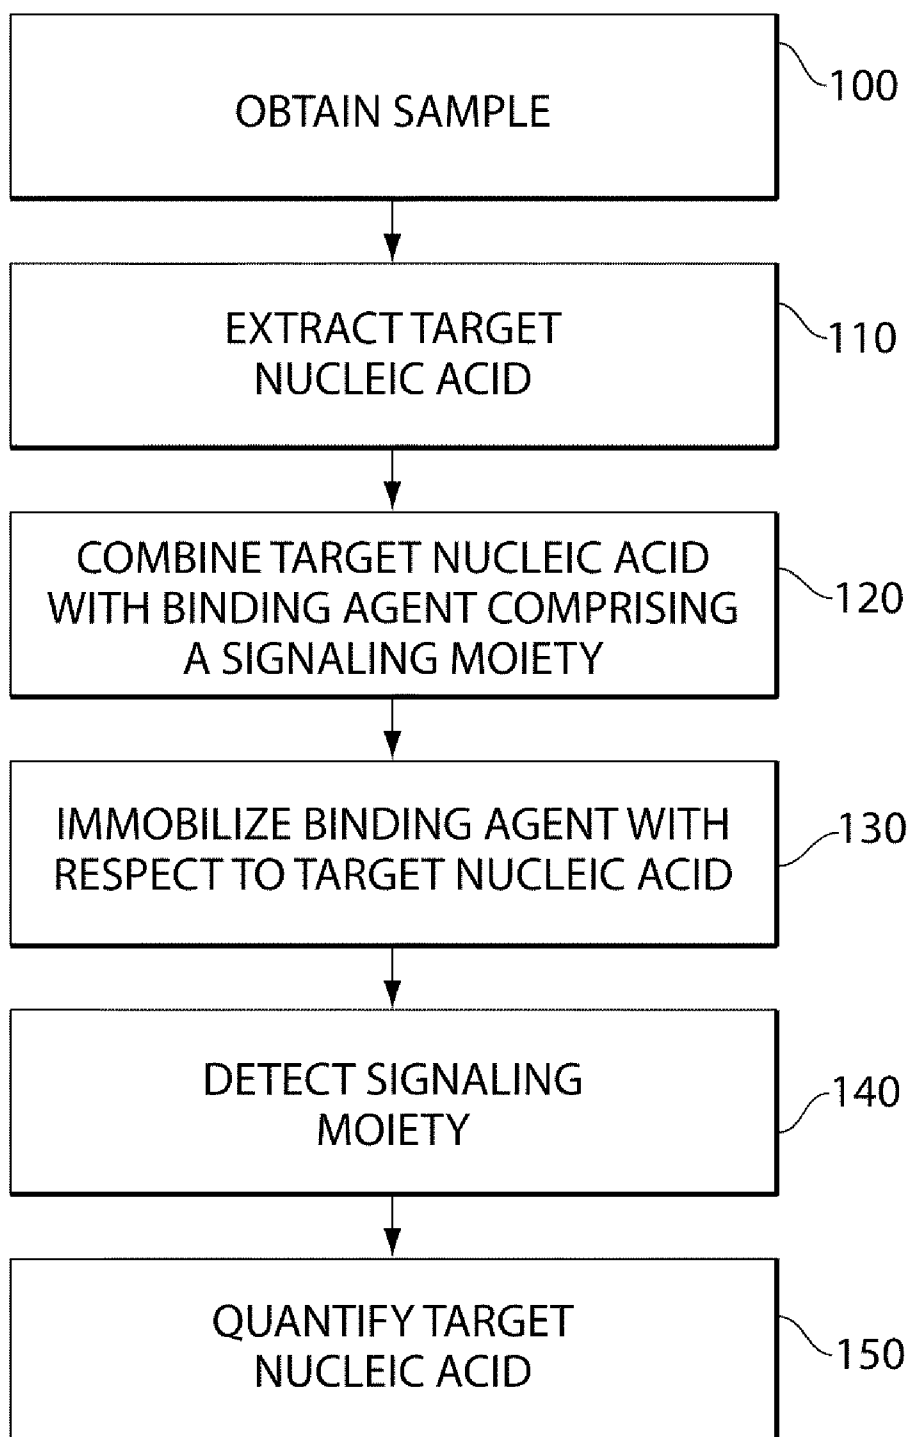 OBTAIN SAMPLE
100
EXTRACT TARGET
NUCLEIC ACID
110
COMBINE TARGET NUCLEIC ACID
WITH BINDING AGENT COMPRISING
A SIGNALING MOIETY
120
IMMOBILIZE BINDING AGENT WITH
RESPECT TO TARGET NUCLEIC ACID
130
DETECT SIGNALING
MOIETY
140
QUANTIFY TARGET
NUCLEIC ACID
150